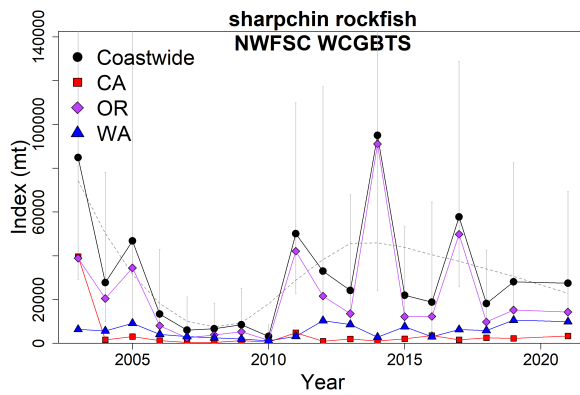 sharpchin rockfish
NWFSC WCGBTS
Coastwide
CA
OR
WA
Index (mt)
140000
100000
60000
20000
0
2005
2010
2015
2020
Year